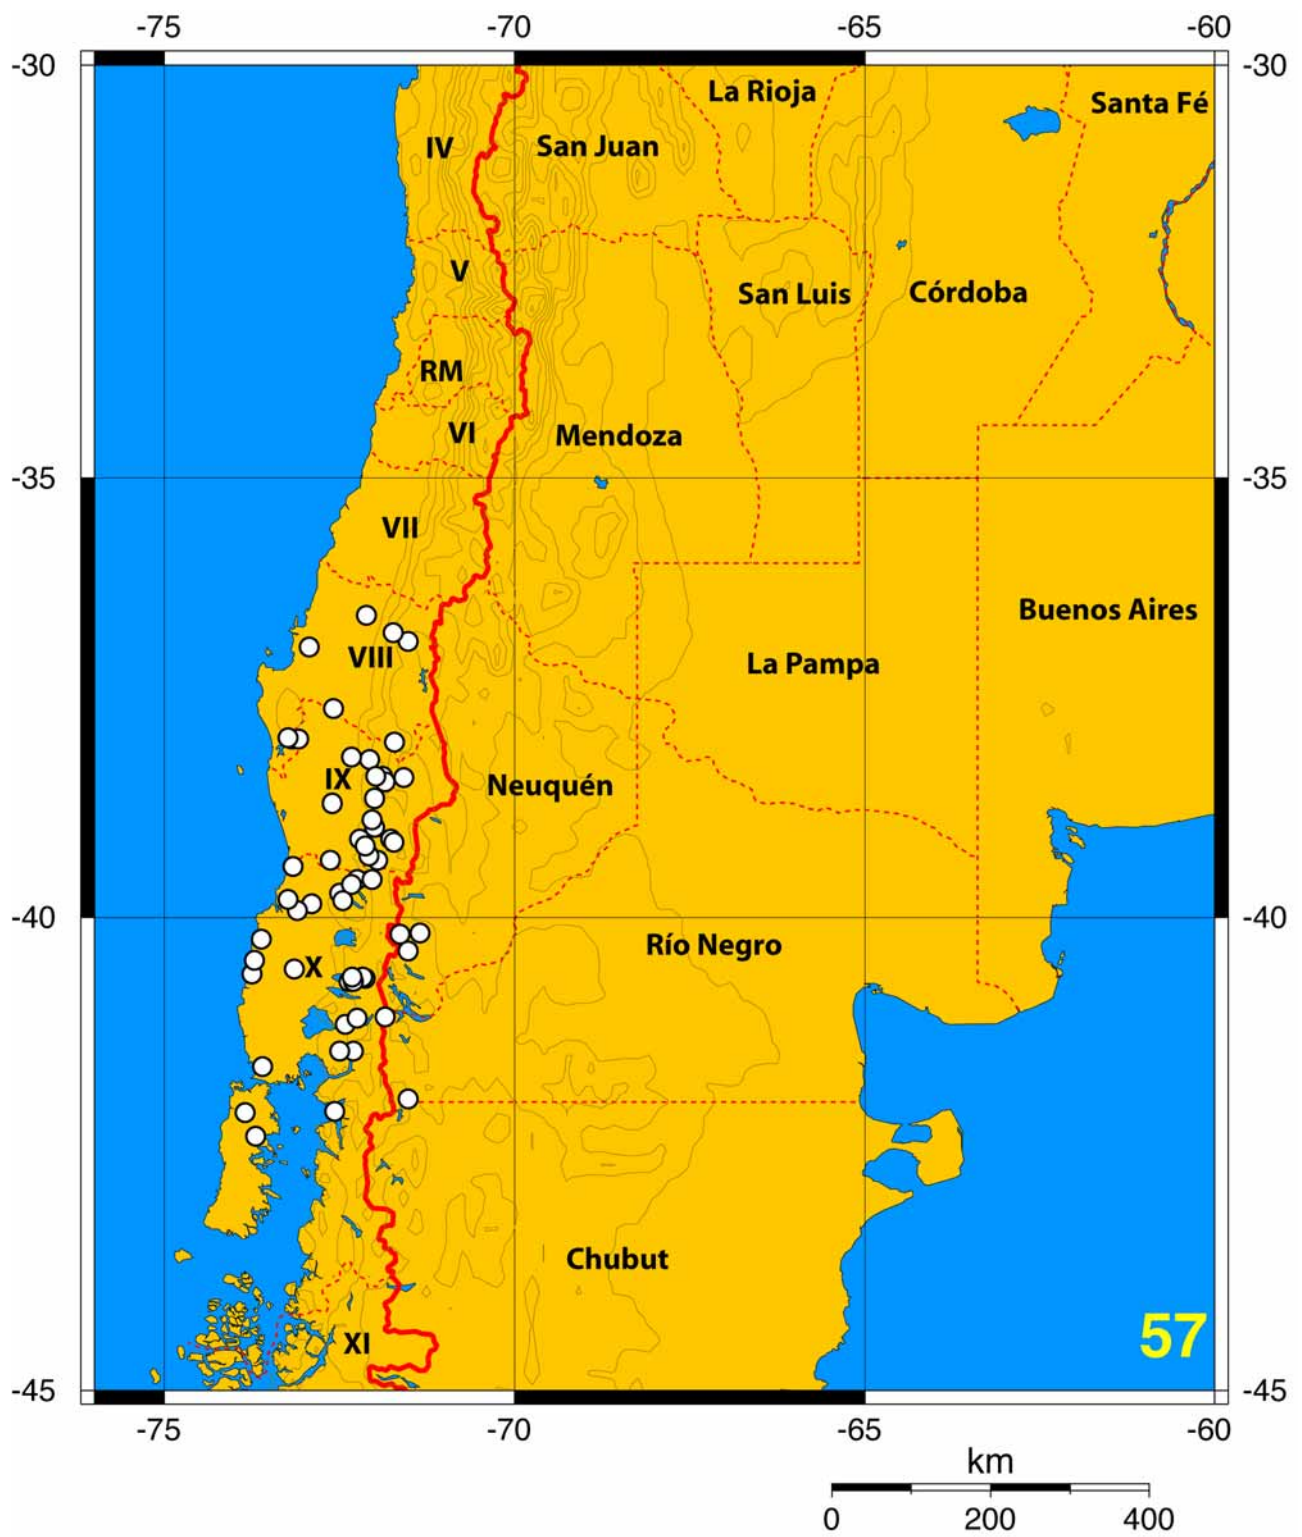 -75 -70 -65 -60
-30 -30
La Rioja
Santa Fé
IV
San Juan
V
San Luis
Córdoba
RM
VI
Mendoza
-35 -35
VII
Buenos Aires
VIII
La Pampa
IX
Neuquén
-40 -40
Río Negro
X
Chubut
57
XI
-45 -45
-75 -70 -65 -60
km
0 200 400